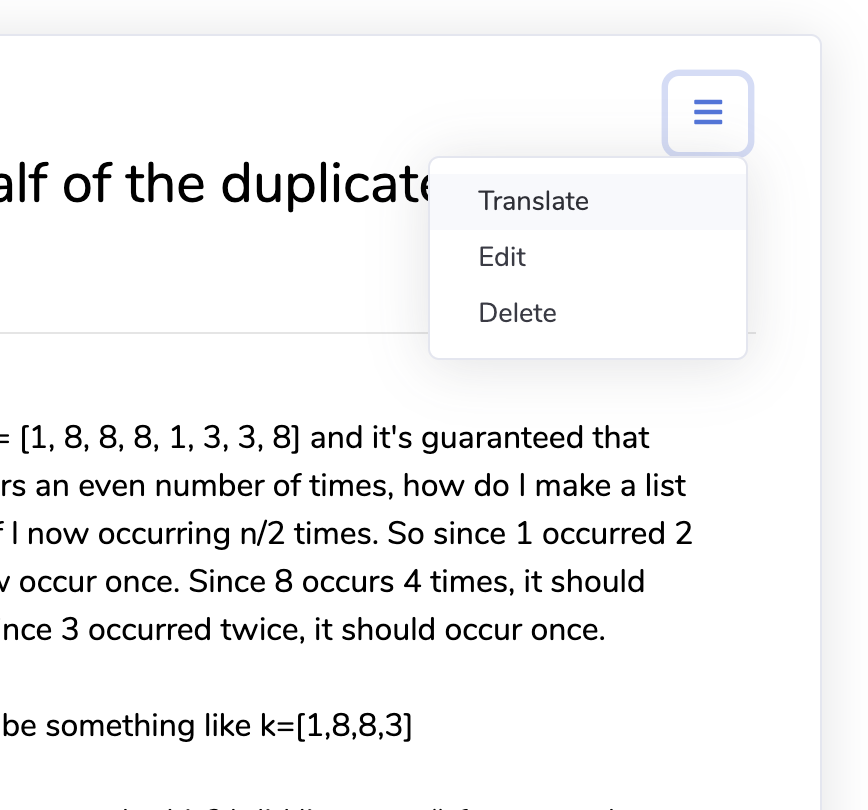 alf of the duplicate
Translate
Edit
Delete
= [1, 8, 8, 8, 1, 3, 3, 8] and it's guaranteed that
rs an even number of times, how do I make a list
f l now occurring n/2 times. So since 1 occurred 2
w occur once. Since 8 occurs 4 times, it should
nce 3 occurred twice, it should occur once.
be something like k=[1,8,8,3]